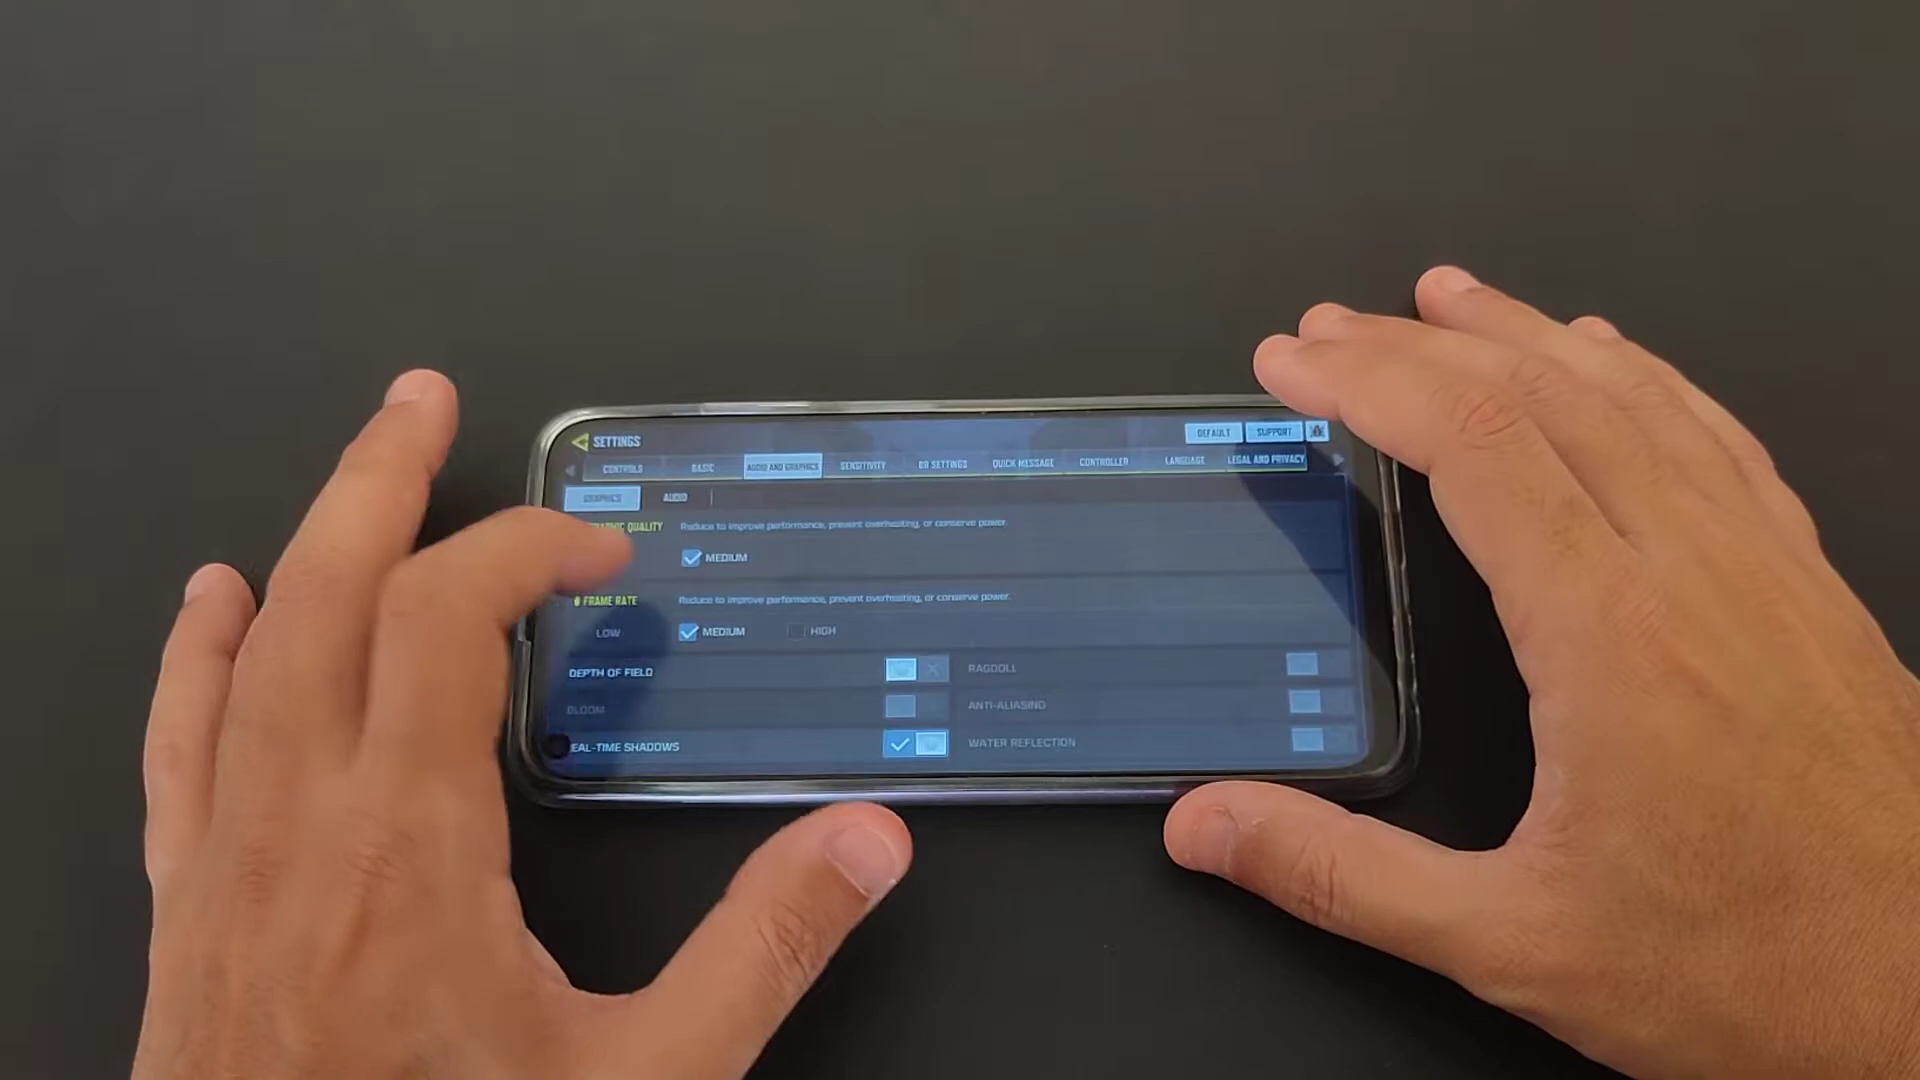 SETTINGS
DEFAULT
SUPPORT
CONTROLS
BASIC
AUDIO AND GRAPHICS
SENSITIVITY
BR SETTINGS
QUICK MESSAGE
CONTROLLER
LANGUAGE
LEGAL AND PRIVACY
GRAPHICS
AUDIO
GRAPHIC QUALITY
Reduce to improve performance, prevent overheating, or conserve power.
MEDIUM
FRAME RATE
Reduce to improve performance, prevent overheating, or conserve power.
LOW
MEDIUM
HIGH
DEPTH OF FIELD
RAGDOLL
BLOOM
ANTI-ALIASING
EAL-TIME SHADOWS
WATER REFLECTION